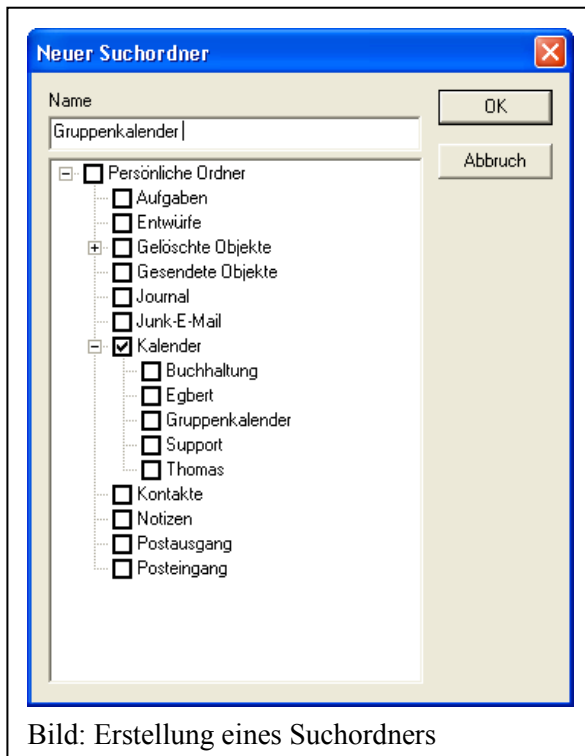 Neuer Suchordner
Name
OK
Gruppenkalender
Abbruch
Persönliche Ordner
Aufgaben
Entwürfe
Gelöschte Objekte
Gesendete Objekte
Journal
Junk-E-Mail
Kalender
Buchhaltung
Egbert
Gruppenkalender
Support
Thomas
Kontakte
Notizen
Postausgang
Posteingang
Bild: Erstellung eines Suchordners